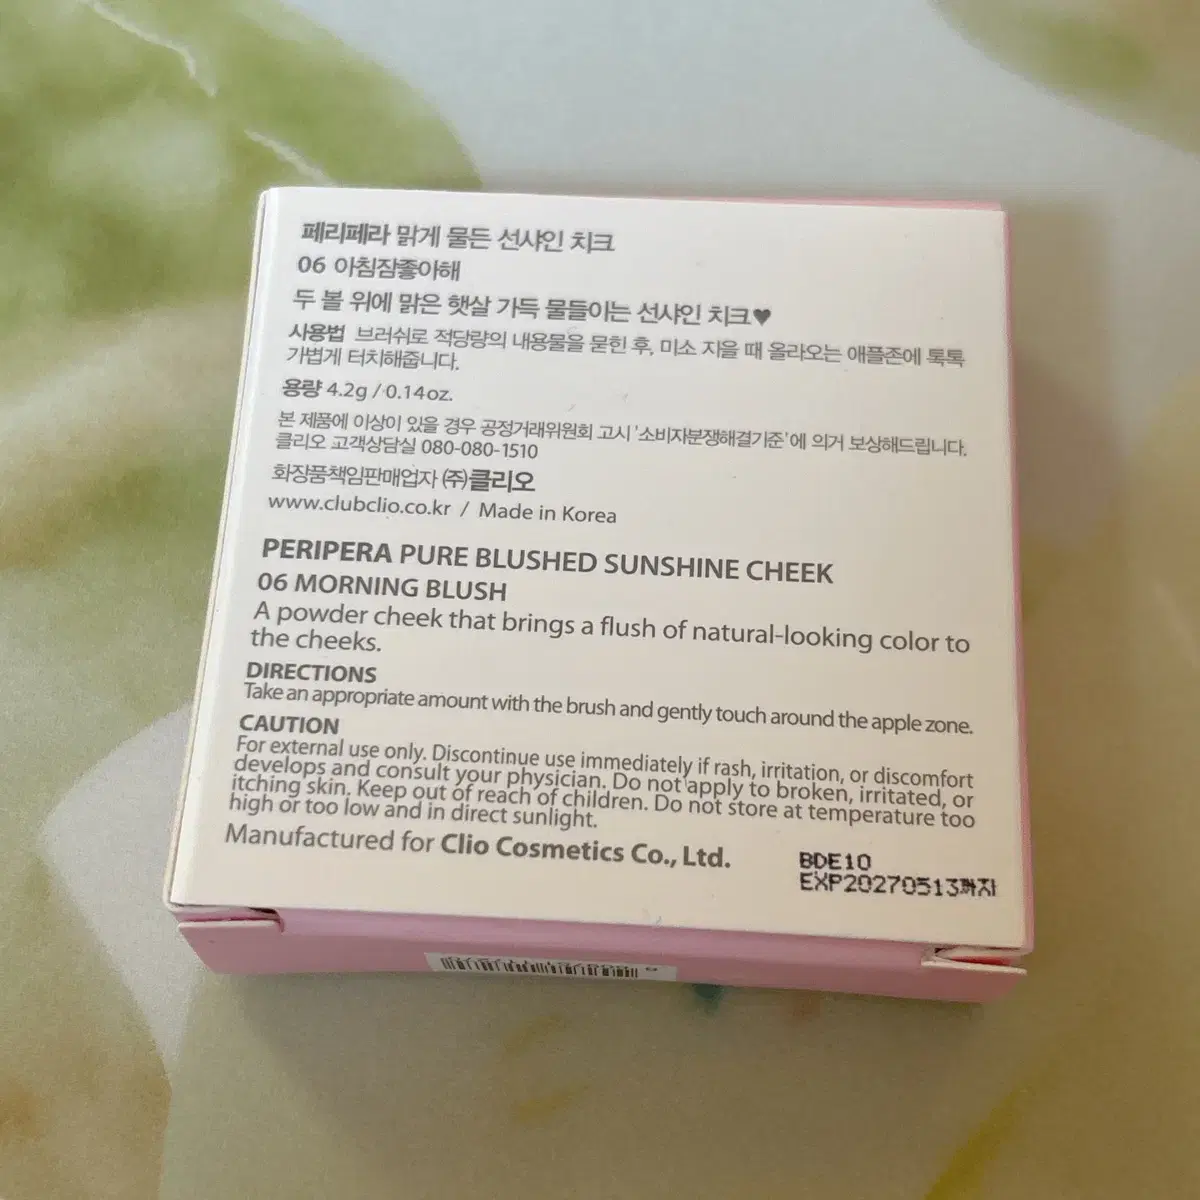 페리페라 맑게 물든 선샤인 치크
06 아침잠좋아해
두 볼 위에 맑은 햇살 가득 물들이는 선샤인 치크♥
사용법 브러쉬로 적당량의 내용물을 묻힌 후, 미소 지을 때 올라오는 애플존에 톡톡
가볍게 터치해줍니다.
용량 4.2g / 0.14oz.
본 제품에 이상이 있을 경우 공정거래위원회 고시 '소비자분쟁해결기준'에 의거 보상해드립니다.
클리오 고객상담실 080-080-1510
화장품책임판매업자 ㈜클리오
www.clubclio.co.kr / Made in Korea
PERIPERA PURE BLUSHED SUNSHINE CHEEK
06 MORNING BLUSH
A powder cheek that brings a flush of natural-looking color to
the cheeks.
DIRECTIONS
Take an appropriate amount with the brush and gently touch around the apple zone.
CAUTION
For external use only. Discontinue use immediately if rash, irritation, or discomfort
develops and consult your physician. Do not apply to broken, irritated, or
itching skin. Keep out of reach of children. Do not store at temperature too
high or too low and in direct sunlight.
Manufactured for Clio Cosmetics Co., Ltd.
BDE10
EXP20270513까지